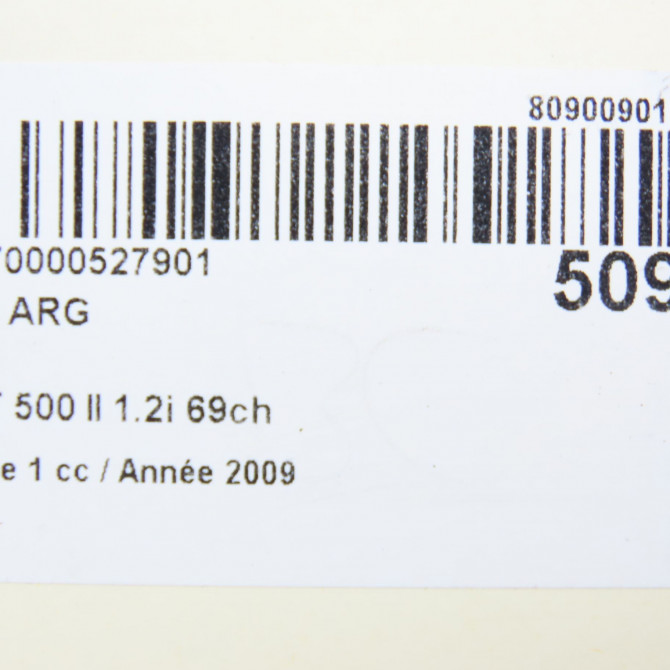 80900901
70000527901
509
ARG
500 II 1.2i 69ch
e 1 cc / Année 2009